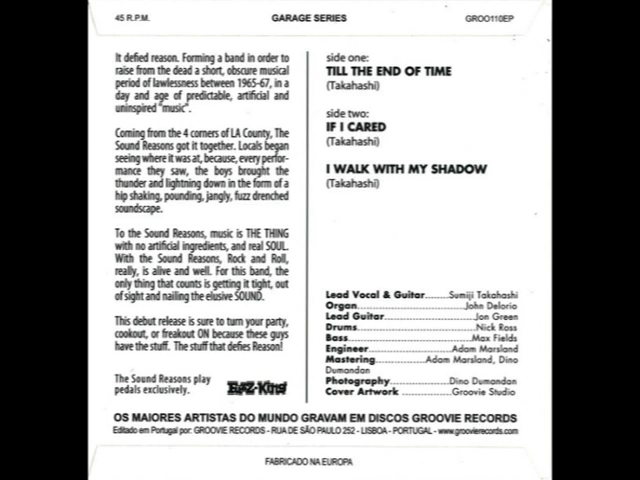 45 R.P.M. GARAGE SERIES GROO110EP
It defied reason. Forming a band in order to
raise from the dead a short, obscure musical
period of lawlessness between 1965-67, in a
day and age of predictable, artificial and
uninspired "music".
Coming from the 4 corners of LA County, The
Sound Reasons got it together. Locals began
seeing where it was at, because, every perfor-
mance they saw, the boys brought the
thunder and lightning down in the form of a
hip shaking, pounding, jangly, fuzz drenched
soundscape.
To the Sound Reasons, music is THE THING
with no artificial ingredients, and real SOUL.
With the Sound Reasons, Rock and Roll,
really, is alive and well. For this band, the
only thing that counts is getting it tight, out
of sight and nailing the elusive SOUND.
This debut release is sure to turn your party,
cookout, or freakout ON because these guys
have the stuff. The stuff that defies Reason!
The Sound Reasons play
pedals exclusively.
side one:
TILL THE END OF TIME
(Takahashi)
side two:
IF I CARED
(Takahashi)
I WALK WITH MY SHADOW
(Takahashi)
Lead Vocal & Guitar........Sumiji Takahashi
Organ...........................John Delorio
Lead Guitar...........................Jon Green
Drums...........................Nick Ross
Bass...........................Max Fields
Engineer...........................Adam Marsland
Mastering...............Adam Marsland, Dino
Dumandan
Photography...............Dino Dumandan
Cover Artwork ...............Groovie Studio
OS MAIORES ARTISTAS DO MUNDO GRAVAM EM DISCOS GROOVIE RECORDS
Editado em Portugal por: GROOVIE RECORDS - RUA DE SÃO PAULO 252 - LISBOA - PORTUGAL - www.groovierecords.com
FABRICADO NA EUROPA